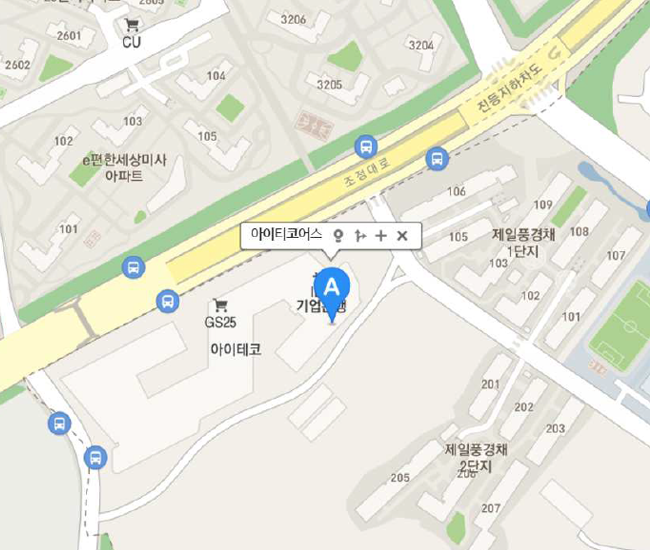 2605
3206
CU
2601
3204
2602
104
3205
진등지하차도
103
102
105
조정대로
e편한세상미사
아파트
106
109
101
108
아이티코어스
105
제일풍경채
1단지
107
103
102
A
GS25
기업은행
101
아이테코
201
202
203
제일풍경채
2단지
205
206
207